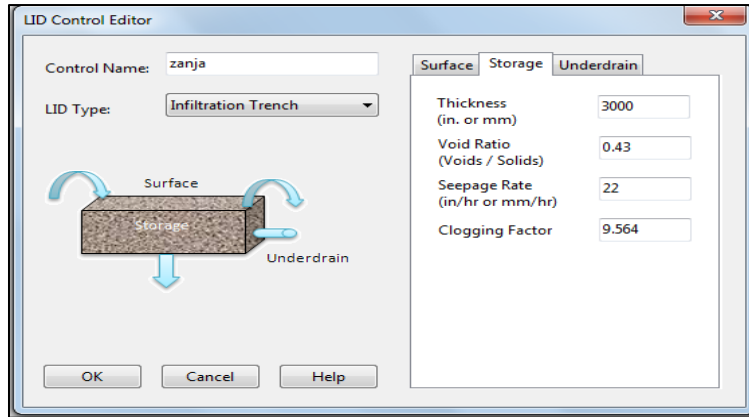 LID Control Editor
Control Name: zanja
LID Type: Infiltration Trench
Surface
Storage
Underdrain
OK Cancel Help
Surface Storage Underdrain
Thickness
(in. or mm) 3000
Void Ratio
(Voids / Solids) 0.43
Seepage Rate
(in/hr or mm/hr) 22
Clogging Factor 9.564